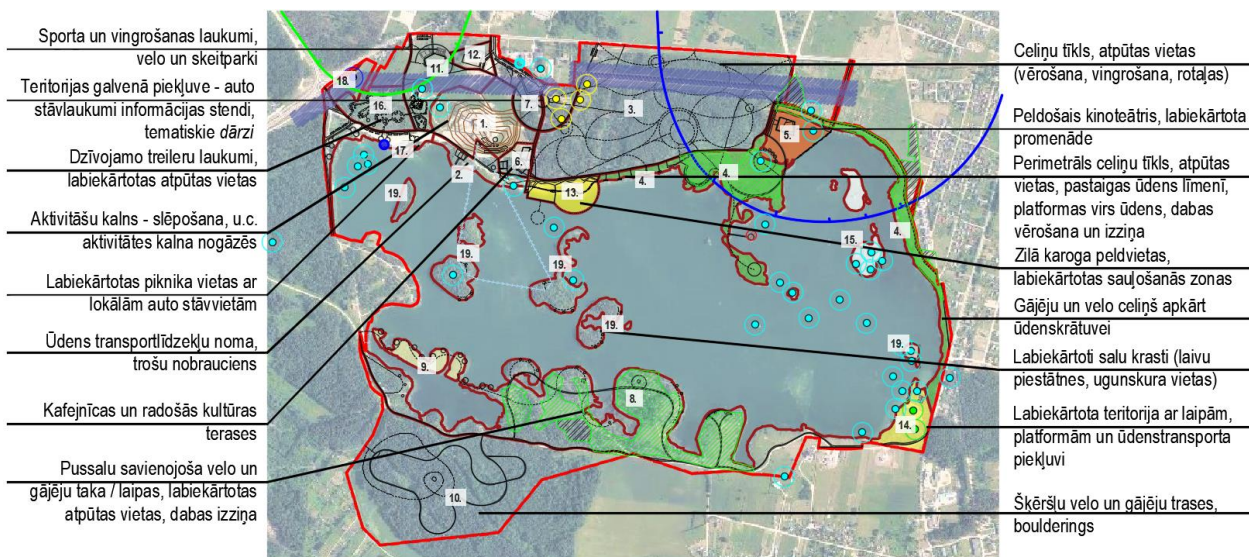 Sporta un vingrošanas laukumi,
velo un skeitparki
Teritorijas galvenā piekļuve - auto
stāvlaukumi informācijas stendi,
tematiskie dārzi
Dzīvojamo treileru laukumi,
labiekārtotas atpūtas vietas
Aktivitāšu kalns - slēpošana, u.c.
aktivitātes kalna nogāzēs
Labiekārtotas piknika vietas ar
lokālām auto stāvvietām
Ūdens transportlīdzekļu noma,
trošu nobrauciens
Kafejnīcas un radošās kultūras
terases
Pussalu savienojoša velo un
gājēju taka / laipas, labiekārtotas
atpūtas vietas, dabas izziņa
12.
11.
18.
16.
7.
3.
1.
5.
17.
6.
2.
4.
4.
13.
19.
4.
15.
19.
19.
19.
19.
9.
8.
14.
10.
Celiņu tīkls, atpūtas vietas
(vērošana, vingrošana, rotaļas)
Peldošais kinoteātris, labiekārtota
promenāde
Perimetrāls celiņu tīkls, atpūtas
vietas, pastaigas ūdens līmenī,
platformas virs ūdens, dabas
vērošana un izziņa
Zilā karoga peldvietas,
labiekārtotas sauļošanās zonas
Gājēju un velo celiņš apkārt
ūdenskrātuvei
Labiekārtoti salu krasti (laivu
piestātnes, ugunskura vietas)
Labiekārtota teritorija ar laipām,
platformām un ūdenstransporta
piekļuvi
Šķēršļu velo un gājēju trases,
boulderings